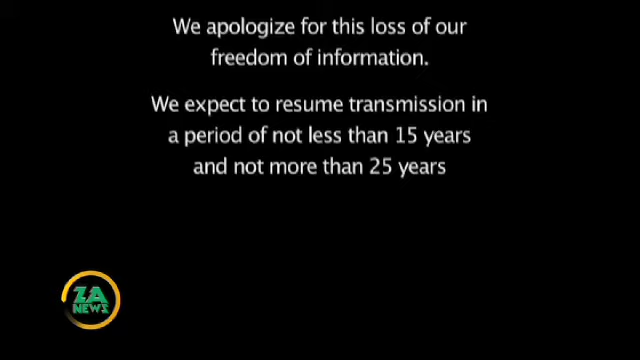 We apologize for this loss of our
freedom of information.
We expect to resume transmission in
a period of not less than 15 years
and not more than 25 years
ZA
NEWS